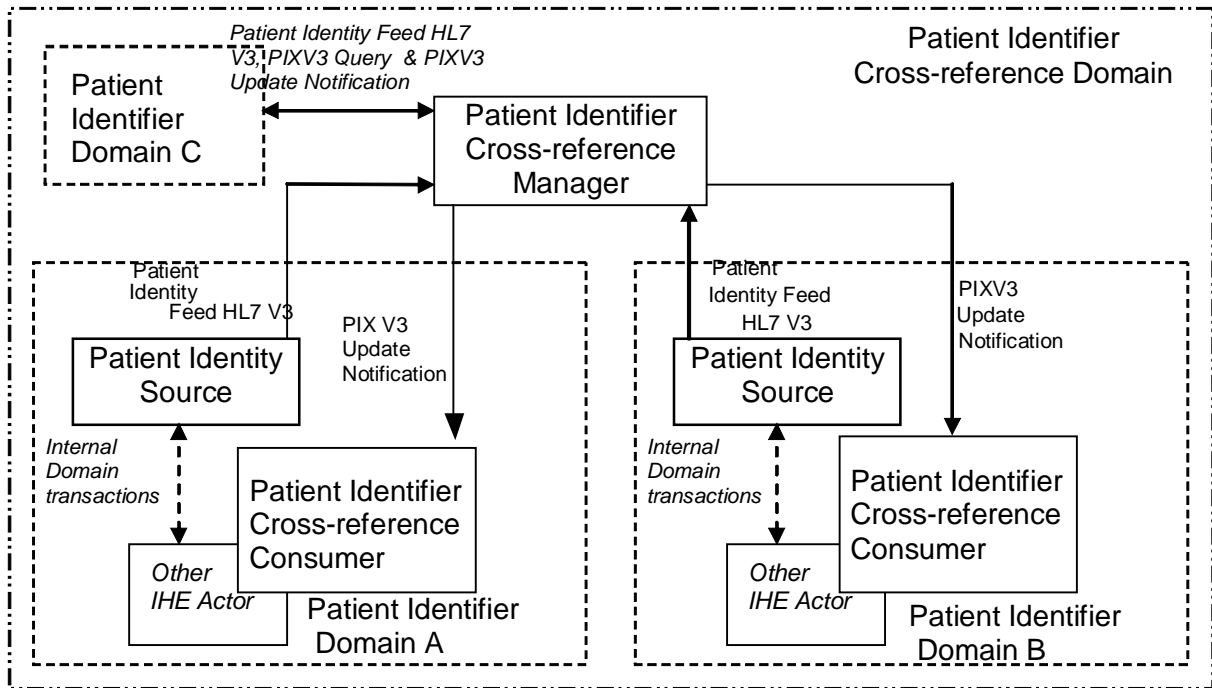 Patient Identity Feed HL7
V3, PIXV3 Query & PIXV3
Update Notification
Patient Identifier
Cross-reference Domain
Patient
Identifier
Domain C
Patient Identifier
Cross-reference
Manager
Patient
Identity
Feed HL7 V3
PIX V3
Update
Notification
Patient Identity
Source
Internal
Domain
transactions
Patient Identifier
Cross-reference
Consumer
Other
IHE Actor
Patient Identifier
Domain A
Patient
Identity Feed
HL7 V3
PIXV3
Update
Notification
Patient Identity
Source
Internal
Domain
transactions
Patient Identifier
Cross-reference
Consumer
Other
IHE Actor
Patient Identifier
Domain B